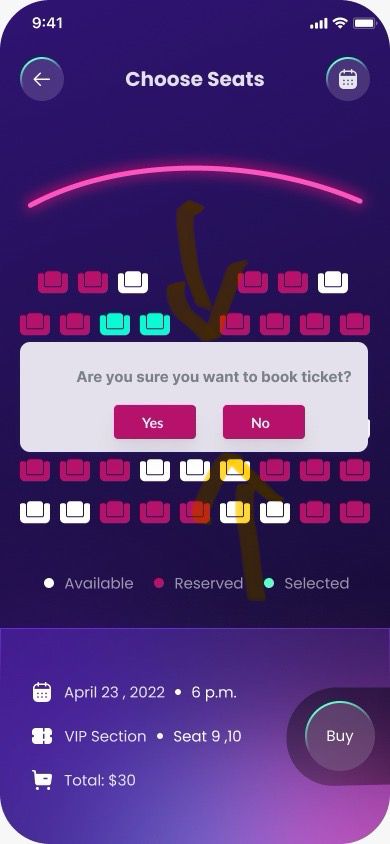 9:41
Choose Seats
Are you sure you want to book ticket?
Yes No
Available Reserved Selected
April 23 , 2022 • 6 p.m.
VIP Section • Seat 9 ,10
Buy
Total: $30